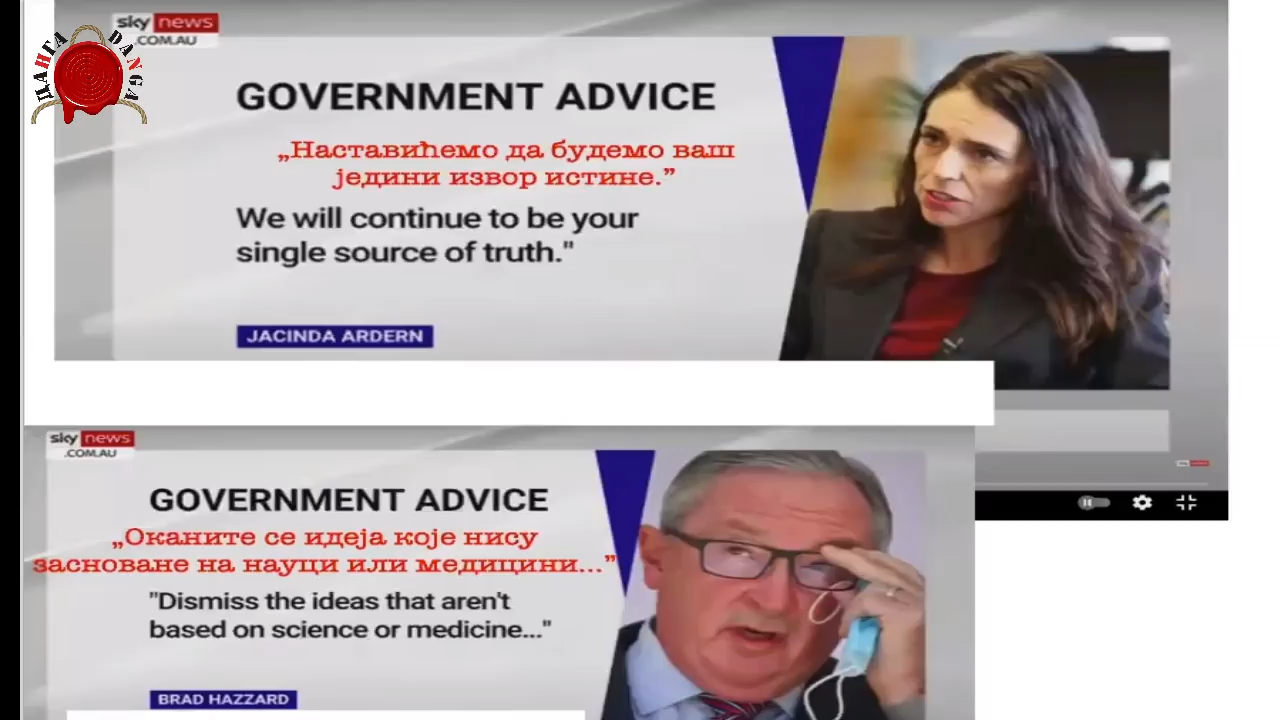 sky news
.COM.AU
ПАНГА DANGA
GOVERNMENT ADVICE
„Наставићемо да будемо ваш
једини извор истине.”
We will continue to be your
single source of truth."
JACINDA ARDERN
sky news
.COM.AU
GOVERNMENT ADVICE
„Оканите се идеја које нису
засноване на науци или медицини...”
"Dismiss the ideas that aren't
based on science or medicine..."
BRAD HAZZARD